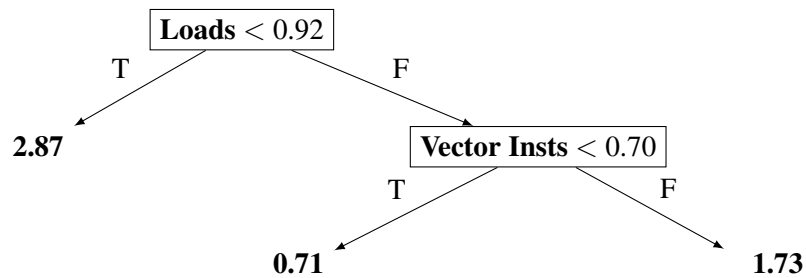 Loads < 0.92
T
F
2.87
Vector Insts < 0.70
T
F
0.71
1.73